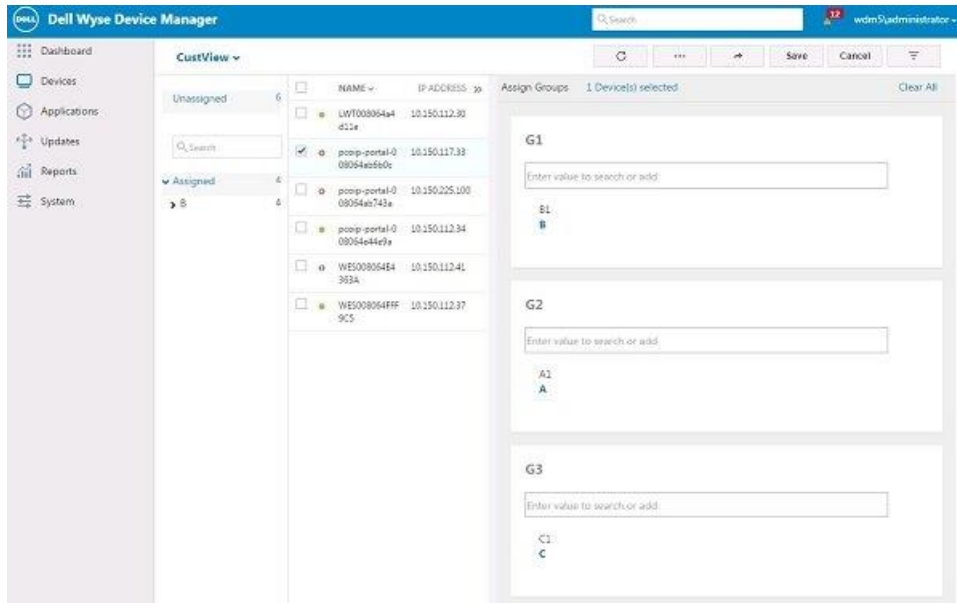 DELL Dell Wyse Device Manager
Search
12
wdm5\administrator
Dashboard
Devices
Applications
Updates
Reports
System
CustView
Save
Cancel
Unassigned 6
Search
Assigned 4
B 4
NAME IP ADDRESS
LWT008064a4 10.150.112.30
d11e
pcoip-portal-0 10.150.117.33
08064ab6b0c
pcoip-portal-0 10.150.225.100
08064ab743a
pcoip-portal-0 10.150.112.34
08064e44e9a
WES008064E4 10.150.112.41
363A
WES008064FFF 10.150.112.37
9C5
Assign Groups 1 Device(s) selected Clear All
G1
Enter value to search or add
B1
B
G2
Enter value to search or add
A1
A
G3
Enter value to search or add
C1
C